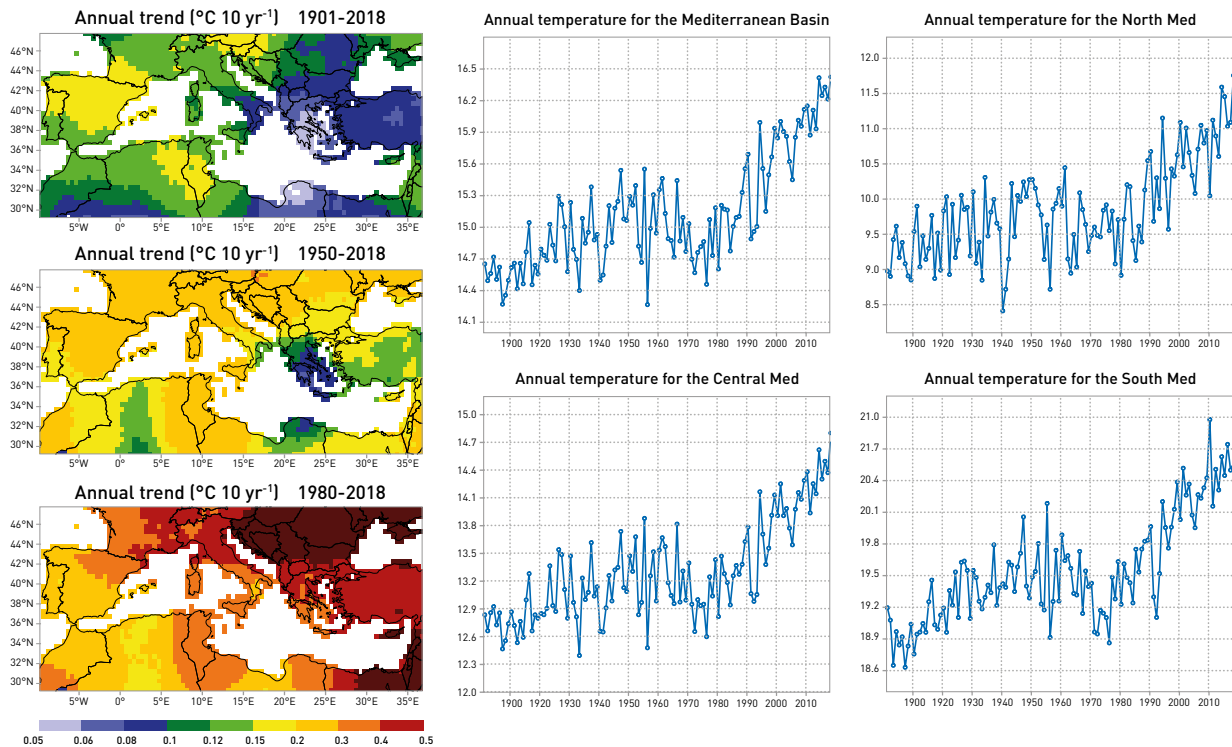 Annual trend (°C 10 yr⁻¹) 1901-2018
46°N
44°N
42°N
40°N
38°N
36°N
34°N
32°N
30°N
5°W 0° 5°E 10°E 15°E 20°E 25°E 30°E 35°E
Annual trend (°C 10 yr⁻¹) 1950-2018
46°N
44°N
42°N
40°N
38°N
36°N
34°N
32°N
30°N
5°W 0° 5°E 10°E 15°E 20°E 25°E 30°E 35°E
Annual trend (°C 10 yr⁻¹) 1980-2018
46°N
44°N
42°N
40°N
38°N
36°N
34°N
32°N
30°N
5°W 0° 5°E 10°E 15°E 20°E 25°E 30°E 35°E
0.05 0.06 0.08 0.1 0.12 0.15 0.2 0.3 0.4 0.5
Annual temperature for the Mediterranean Basin
16.5
16.2
15.9
15.6
15.3
15.0
14.7
14.4
14.1
1900 1910 1920 1930 1940 1950 1960 1970 1980 1990 2000 2010
Annual temperature for the North Med
12.0
11.5
11.0
10.5
10.0
9.5
9.0
8.5
1900 1910 1920 1930 1940 1950 1960 1970 1980 1990 2000 2010
Annual temperature for the Central Med
15.0
14.7
14.4
14.1
13.8
13.5
13.2
12.9
12.6
12.3
12.0
1900 1910 1920 1930 1940 1950 1960 1970 1980 1990 2000 2010
Annual temperature for the South Med
21.0
21.7
20.4
20.1
19.8
19.5
19.2
18.9
18.6
1900 1910 1920 1930 1940 1950 1960 1970 1980 1990 2000 2010